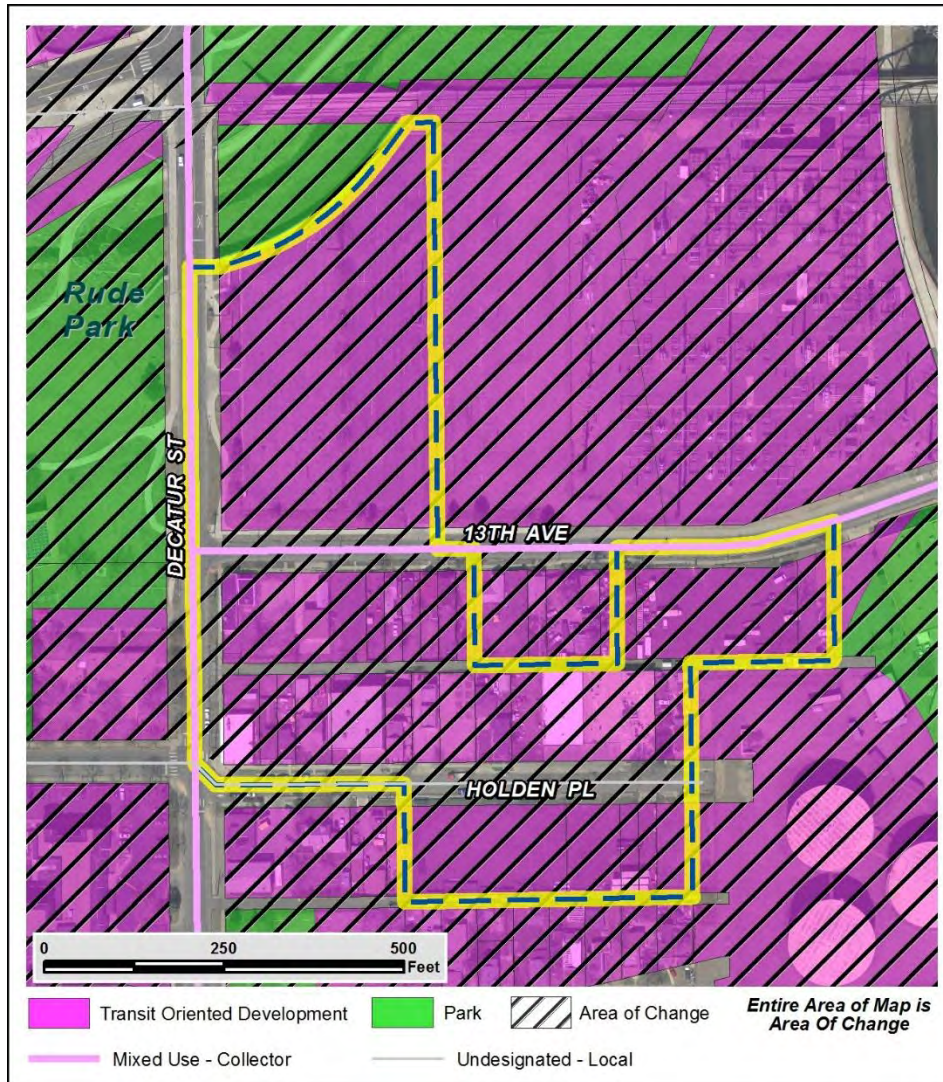 Rude
Park
DECATUR ST
13TH AVE
HOLDEN PL
0 250 500
Feet
Transit Oriented Development
Park
Area of Change
Entire Area of Map is
Area Of Change
Mixed Use - Collector
Undesignated - Local